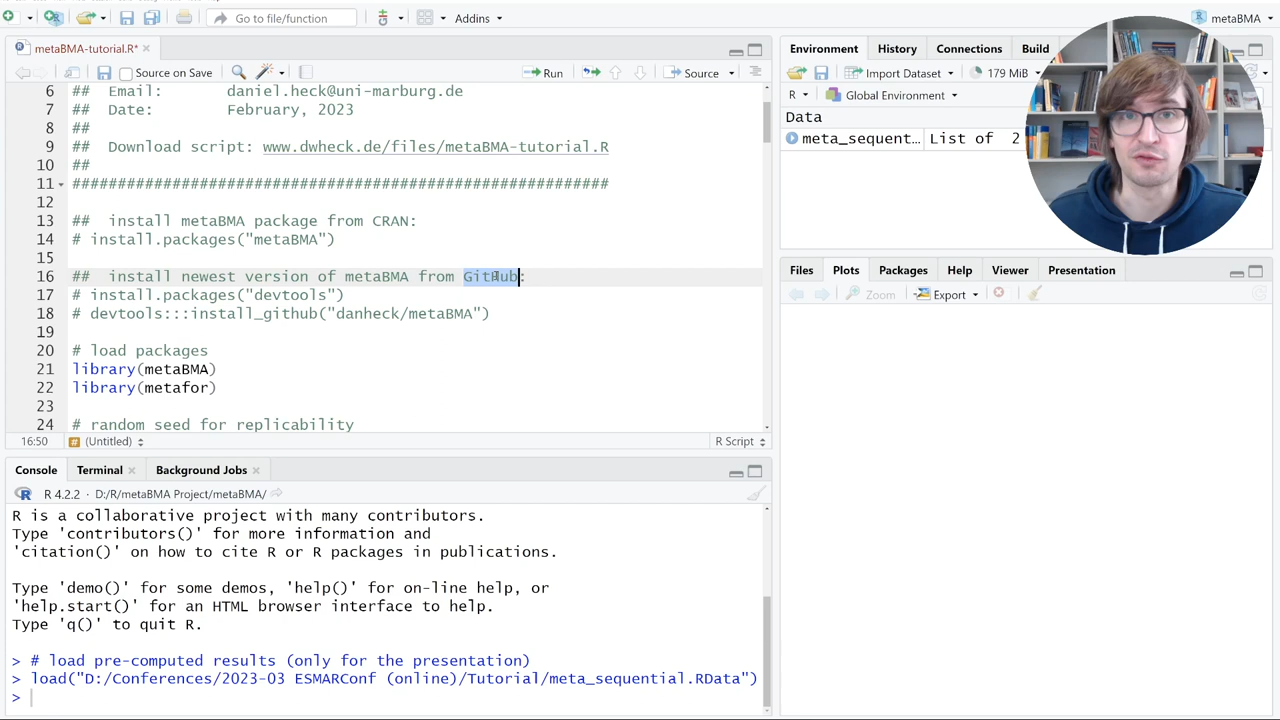 Go to file/function
Addins
metaBMA
metaBMA-tutorial.R*
Source on Save
Run
Source
6 ## Email: daniel.heck@uni-marburg.de
7 ## Date: February, 2023
8 ##
9 ## Download script: www.dwheck.de/files/metaBMA-tutorial.R
10 ##
11 ###########################################################
12
13 ## install metaBMA package from CRAN:
14 # install.packages("metaBMA")
15
16 ## install newest version of metaBMA from GitHub:
17 # install.packages("devtools")
18 # devtools:::install_github("danheck/metaBMA")
19
20 # load packages
21 library(metaBMA)
22 library(metafor)
23
24 # random seed for replicability
16:50 # (Untitled) R Script
Console Terminal Background Jobs
R 4.2.2 · D:/R/metaBMA Project/metaBMA/
R is a collaborative project with many contributors.
Type 'contributors()' for more information and
'citation()' on how to cite R or R packages in publications.
Type 'demo()' for some demos, 'help()' for on-line help, or
'help.start()' for an HTML browser interface to help.
Type 'q()' to quit R.
> # load pre-computed results (only for the presentation)
> load("D:/Conferences/2023-03 ESMARConf (online)/Tutorial/meta_sequential.RData")
>
Environment History Connections Build
Import Dataset 179 MiB
R Global Environment
Data
meta_sequent… List of 2
Files Plots Packages Help Viewer Presentation
Zoom Export